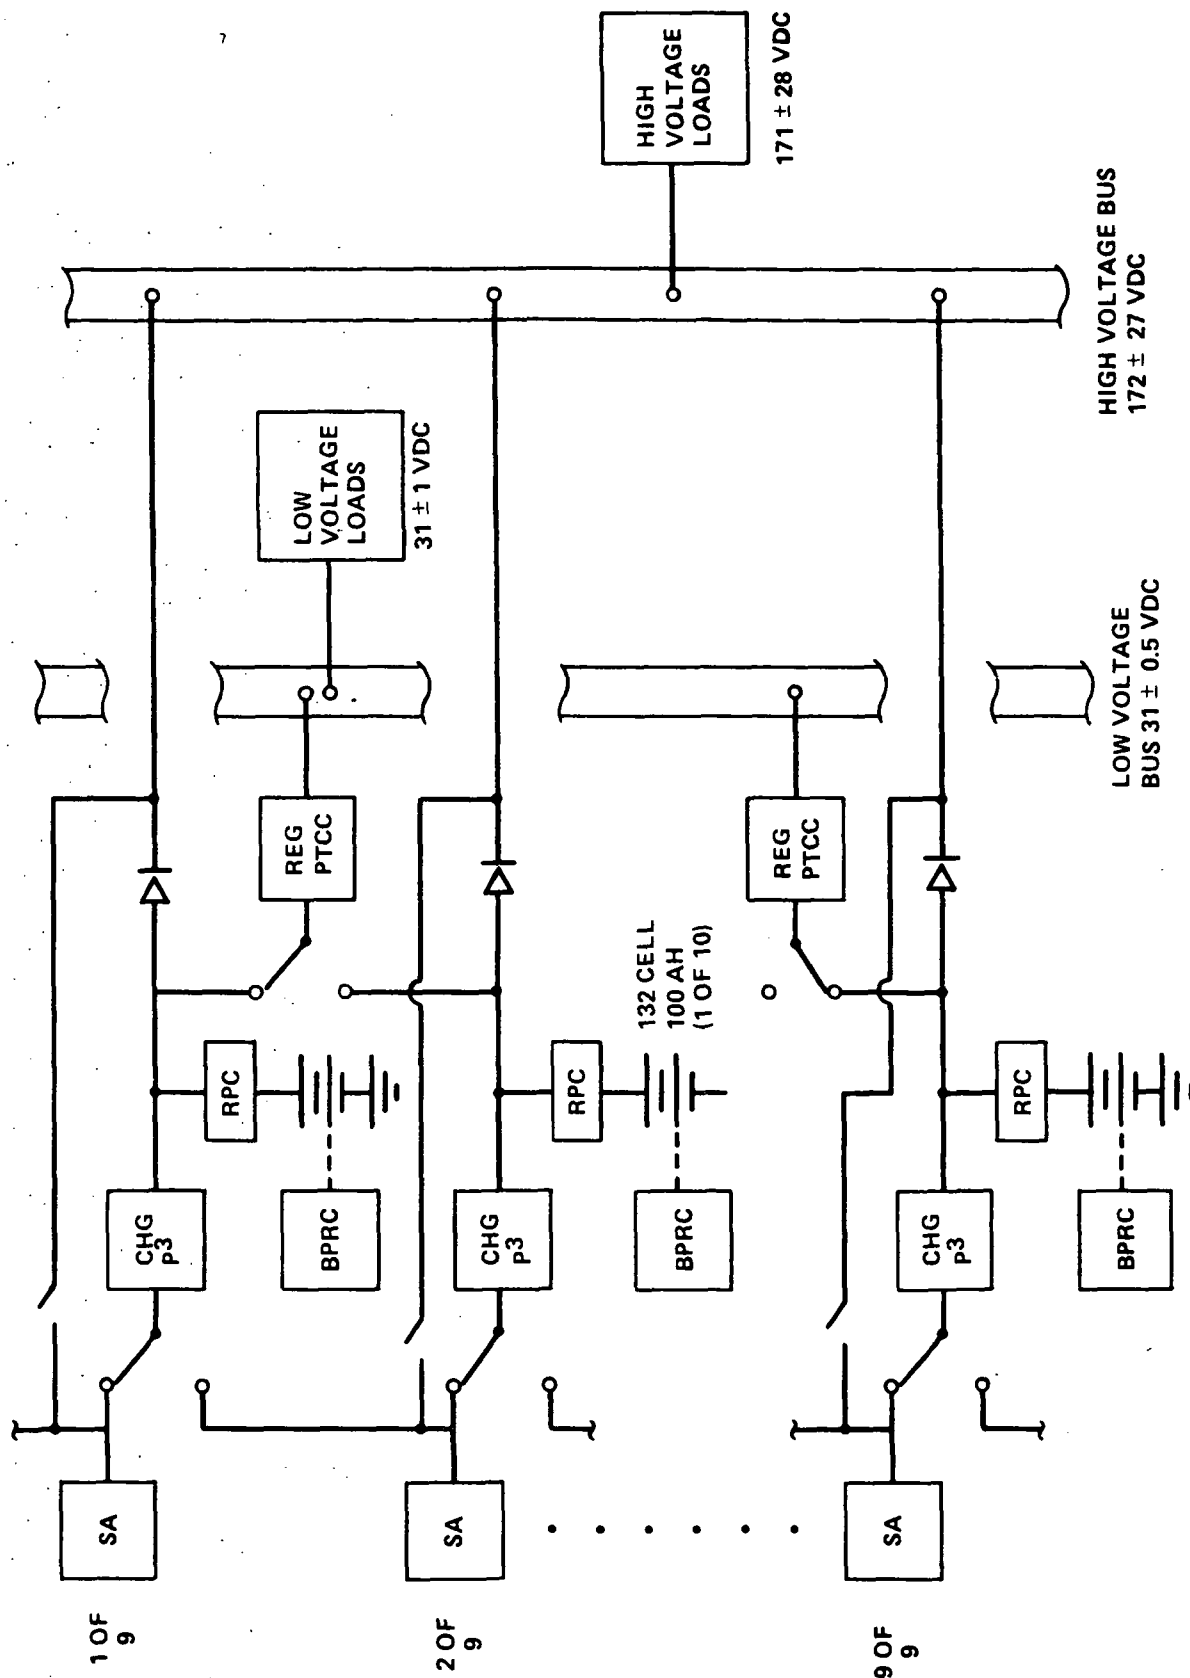 1 OF
9
SA
CHG
p3
RPC
BPRC
REG
PTCC
LOW
VOLTAGE
LOADS
31 ± 1 VDC
HIGH
VOLTAGE
LOADS
171 ± 28 VDC
2 OF
9
SA
CHG
p3
RPC
BPRC
132 CELL
100 AH
(1 OF 10)
REG
PTCC
9 OF
9
SA
CHG
p3
RPC
BPRC
LOW VOLTAGE
BUS 31 ± 0.5 VDC
HIGH VOLTAGE BUS
172 ± 27 VDC